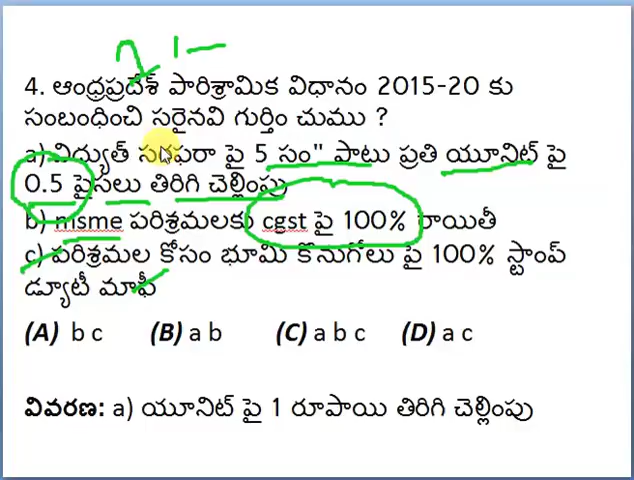 4. ఆంధ్రప్రదేశ్ పారిశ్రామిక విధానం 2015-20 కు
సంబంధించి సరైనవి గుర్తిం చుము ?
a) విద్యుత్ సరపరా పై 5 సం" పాటు ప్రతి యూనిట్ పై
0.5 పైసలు తిరిగి చెల్లింపు
b) msme పరిశ్రమలకు cgst పై 100% రాయితీ
c) పరిశ్రమల కోసం భూమి కొనుగోలు పై 100% స్టాంప్
డ్యూటీ మాఫీ
(A) b c (B) a b (C) a b c (D) a c
వివరణ: a) యూనిట్ పై 1 రూపాయి తిరిగి చెల్లింపు